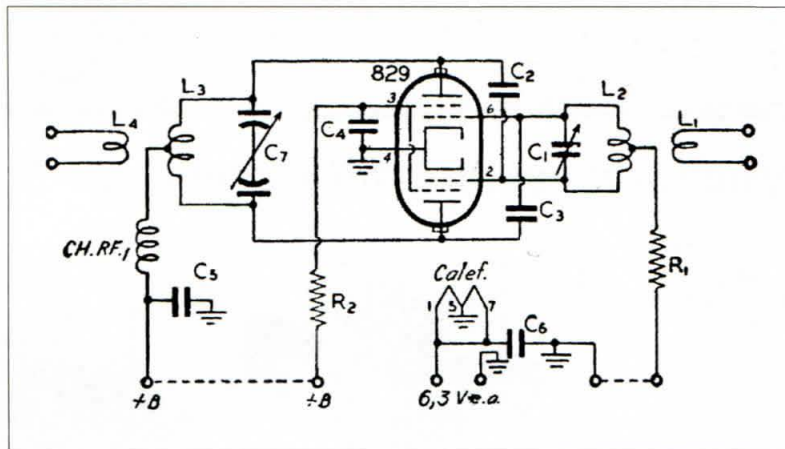 829
L₄
L₃
C₇
C₄
3
4
6
2
C₂
C₁
C₃
L₂
L₁
CH.RF.1
C₅
R₂
R₁
Calef.
1
5
7
C₆
+B
÷B
6,3 V c.a.